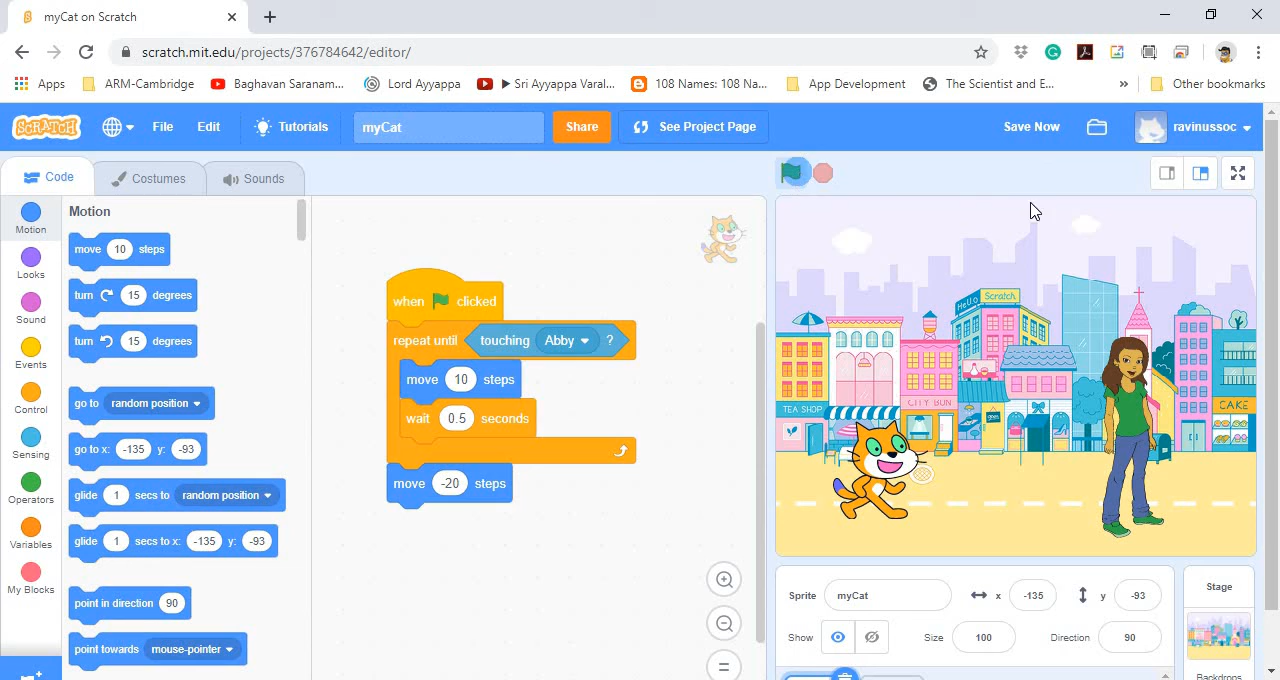 myCat on Scratch
scratch.mit.edu/projects/376784642/editor/
Apps ARM-Cambridge Baghavan Saranam... Lord Ayyappa ▶ Sri Ayyappa Varal... 108 Names: 108 Na... App Development The Scientist and E... » Other bookmarks
SCRATCH File Edit Tutorials myCat Share See Project Page Save Now ravinussoc
Code Costumes Sounds
Motion
Looks
Sound
Events
Control
Sensing
Operators
Variables
My Blocks
Motion
move 10 steps
turn 15 degrees
turn 15 degrees
go to random position
go to x: -135 y: -93
glide 1 secs to random position
glide 1 secs to x: -135 y: -93
point in direction 90
point towards mouse-pointer
when clicked
repeat until touching Abby ?
move 10 steps
wait 0.5 seconds
move -20 steps
Hello Scratch
CITY BUN
TEA SHOP
CAKE
Sprite myCat x -135 y -93
Show Size 100 Direction 90
Stage
Backdrops